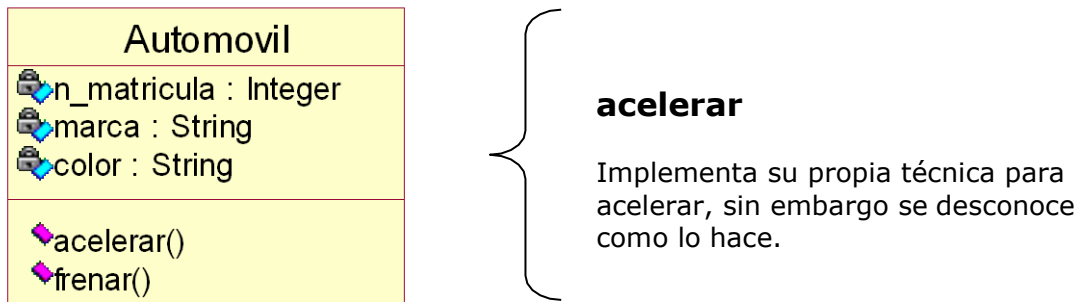 Automovil
n_matricula : Integer
marca : String
color : String
acelerar()
frenar()
acelerar
Implementa su propia técnica para
acelerar, sin embargo se desconoce
como lo hace.